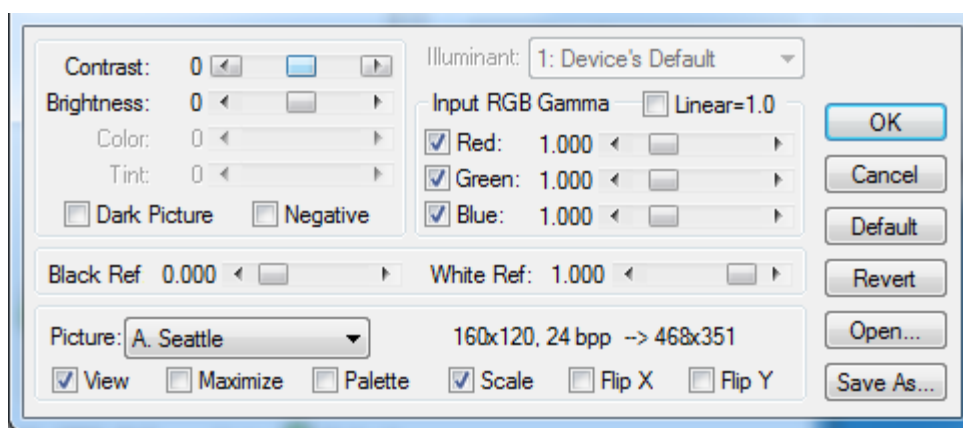 Contrast: 0
Brightness: 0
Color: 0
Tint: 0
Dark Picture Negative
Illuminant: 1: Device's Default
Input RGB Gamma Linear=1.0
Red: 1.000
Green: 1.000
Blue: 1.000
Black Ref 0.000 White Ref: 1.000
Picture: A. Seattle 160x120, 24 bpp --> 468x351
View Maximize Palette Scale Flip X Flip Y
OK
Cancel
Default
Revert
Open...
Save As...